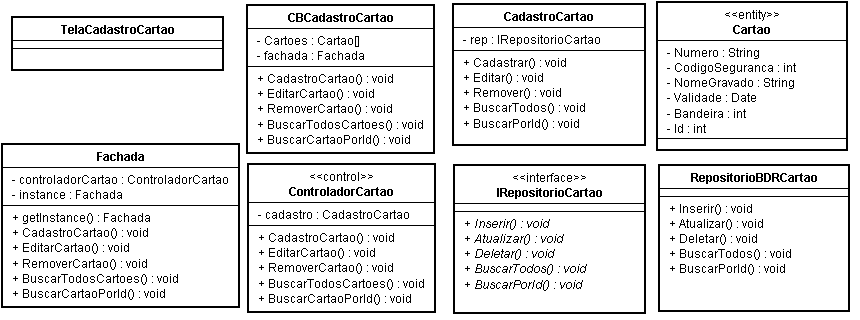 TelaCadastroCartao
CBCadastroCartao
- Cartoes : Cartao[]
- fachada : Fachada
+ CadastroCartao() : void
+ EditarCartao() : void
+ RemoverCartao() : void
+ BuscarTodosCartoes() : void
+ BuscarCartaoPorId() : void
CadastroCartao
- rep : IRepositorioCartao
+ Cadastrar() : void
+ Editar() : void
+ Remover() : void
+ BuscarTodos() : void
+ BuscarPorId() : void
<<entity>>
Cartao
- Numero : String
- CodigoSeguranca : int
- NomeGravado : String
- Validade : Date
- Bandeira : int
- Id : int
Fachada
- controladorCartao : ControladorCartao
- instance : Fachada
+ getInstance() : Fachada
+ CadastroCartao() : void
+ EditarCartao() : void
+ RemoverCartao() : void
+ BuscarTodosCartoes() : void
+ BuscarCartaoPorId() : void
<<control>>
ControladorCartao
- cadastro : CadastroCartao
+ CadastroCartao() : void
+ EditarCartao() : void
+ RemoverCartao() : void
+ BuscarTodosCartoes() : void
+ BuscarCartaoPorId() : void
<<interface>>
IRepositorioCartao
+ Inserir() : void
+ Atualizar() : void
+ Deletar() : void
+ BuscarTodos() : void
+ BuscarPorId() : void
RepositorioBDRCartao
+ Inserir() : void
+ Atualizar() : void
+ Deletar() : void
+ BuscarTodos() : void
+ BuscarPorId() : void